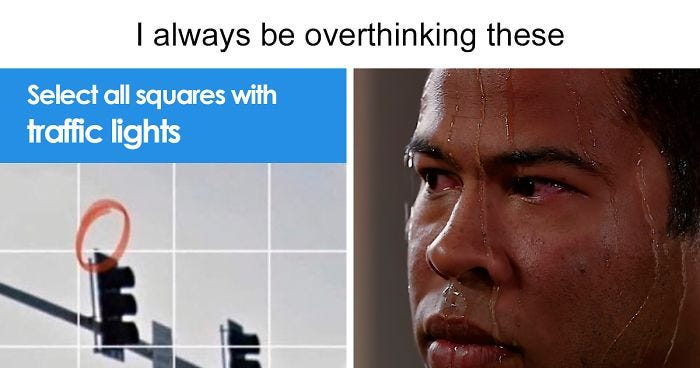 I always be overthinking these
Select all squares with
traffic lights